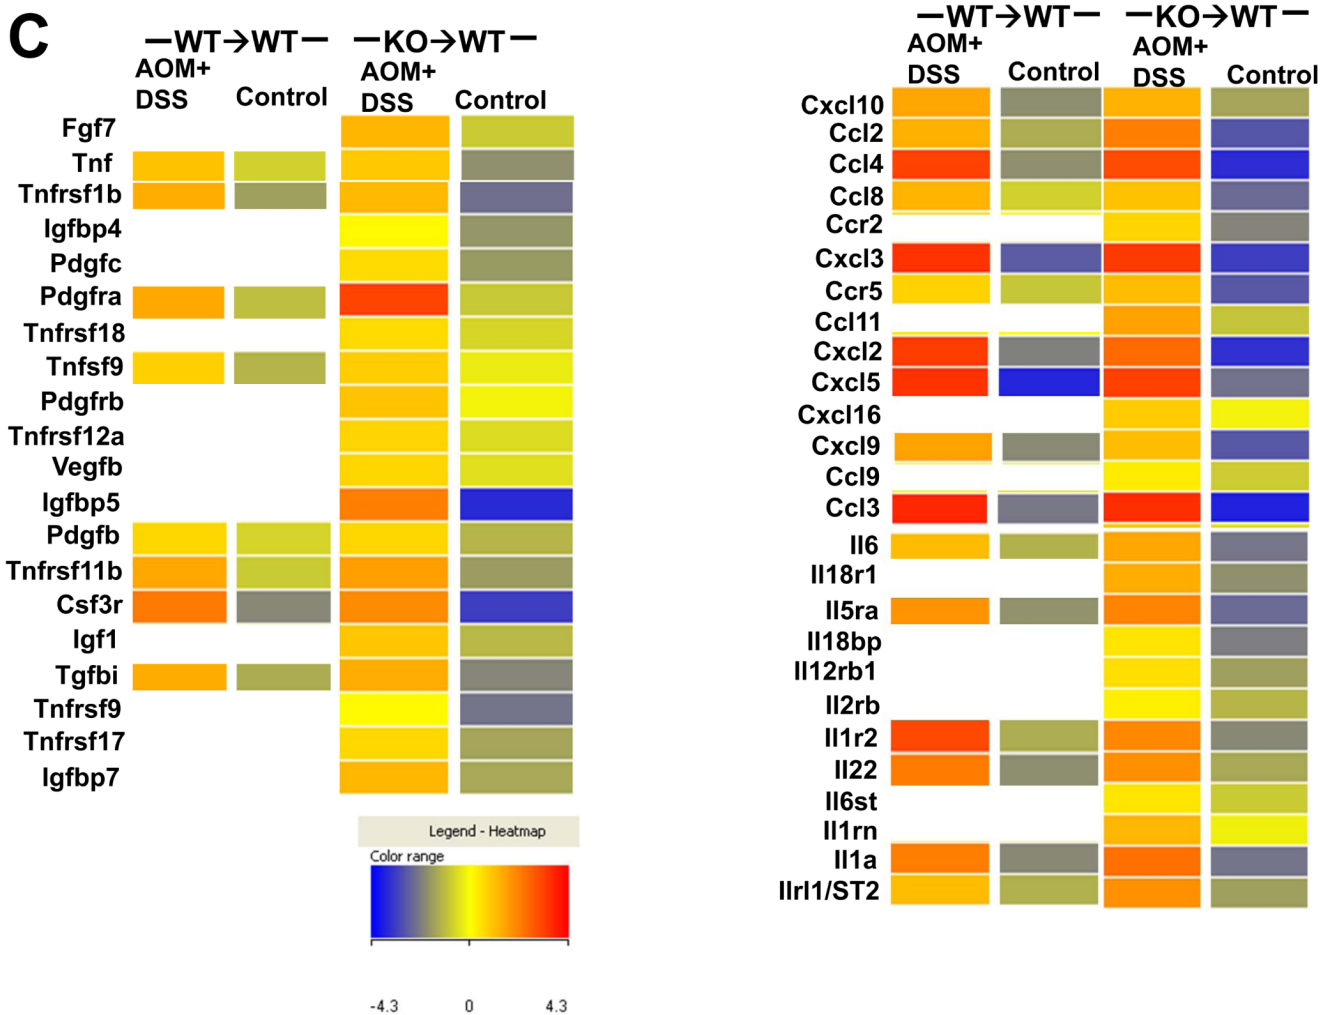 C
—WT→WT—
—KO→WT—
AOM+
DSS
Control
AOM+
DSS
Control
Fgf7
Tnf
Tnfrsf1b
Igfbp4
Pdgfc
Pdgfra
Tnfrsf18
Tnfsf9
Pdgfrb
Tnfrsf12a
Vegfb
Igfbp5
Pdgfb
Tnfrsf11b
Csf3r
Igf1
Tgfbi
Tnfrsf9
Tnfrsf17
Igfbp7
Legend - Heatmap
Color range
-4.3 0 4.3
—WT→WT—
—KO→WT—
AOM+
DSS
Control
AOM+
DSS
Control
Cxcl10
Ccl2
Ccl4
Ccl8
Ccr2
Cxcl3
Ccr5
Ccl11
Cxcl2
Cxcl5
Cxcl16
Cxcl9
Ccl9
Ccl3
Il6
Il18r1
Il5ra
Il18bp
Il12rb1
Il2rb
Il1r2
Il22
Il6st
Il1rn
Il1a
Ilrl1/ST2